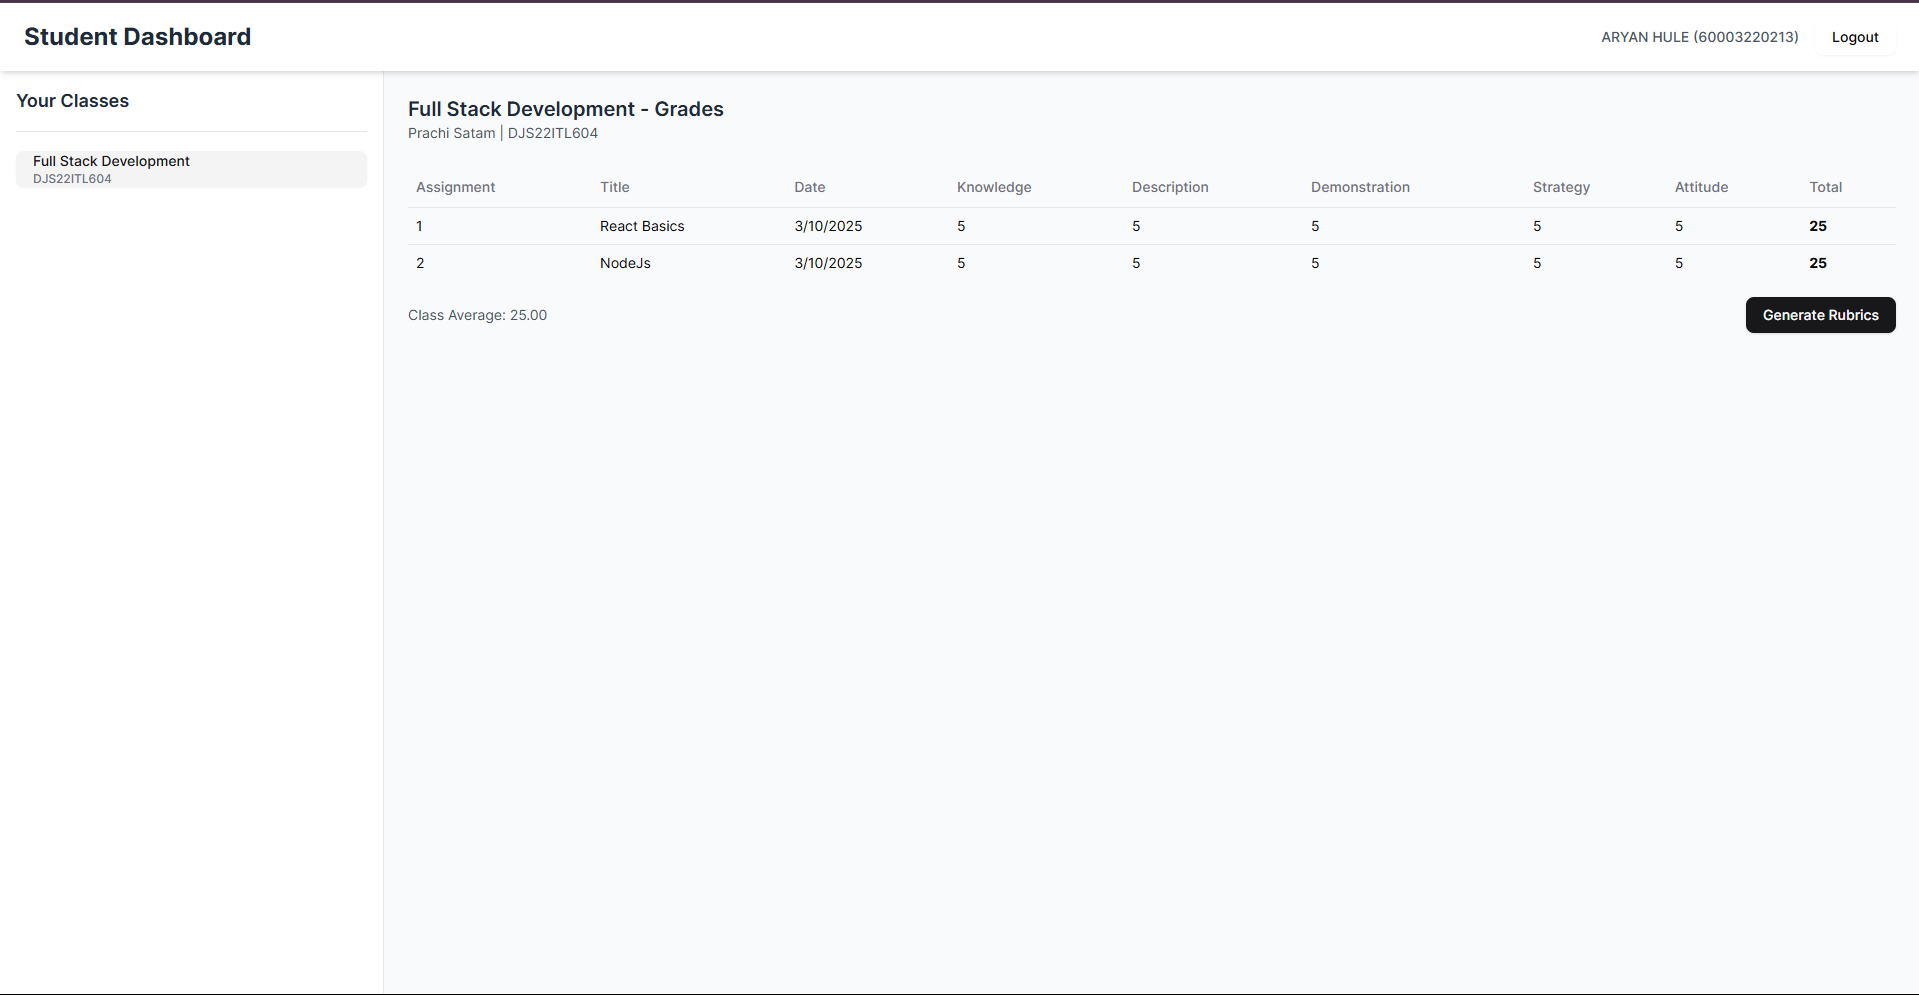 Student Dashboard
ARYAN HULE (60003220213) Logout
Your Classes
Full Stack Development
DJS22ITL604
Full Stack Development - Grades
Prachi Satam | DJS22ITL604
Assignment Title Date Knowledge Description Demonstration Strategy Attitude Total
1 React Basics 3/10/2025 5 5 5 5 5 25
2 NodeJs 3/10/2025 5 5 5 5 5 25
Class Average: 25.00 Generate Rubrics